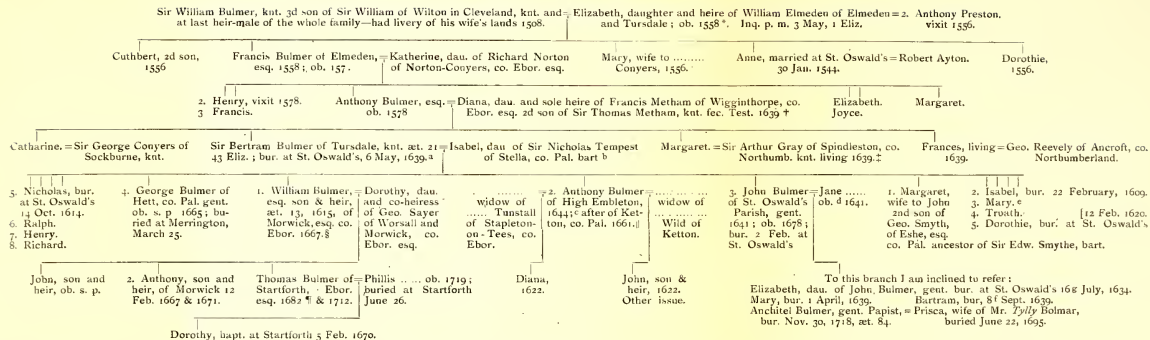 Sir William Bulmer, knt. 3d son of Sir William of Wilton in Cleveland, knt. and = Elizabeth, daughter and heire of William Elmeden of Elmeden = 2. Anthony Preston,
at last heir-male of the whole family—had livery of his wife's lands 1508. and Tursdale; ob. 1558 *. Inq. p. m. 3 May, 1 Eliz. vixit 1556.
Cuthbert, 2d son,
1556
Francis Bulmer of Elmeden, = Katherine, dau. of Richard Norton
esq. 1558; ob. 157. of Norton-Conyers, co. Ebor. esq.
Mary, wife to .........
Conyers, 1556.
Anne, married at St. Oswald's = Robert Ayton.
30 Jan. 1544.
Dorothie,
1556.
2. Henry, vixit 1578.
3 Francis.
Anthony Bulmer, esq. = Diana, dau. and sole heire of Francis Metham of Wigginthorpe, co.
ob. 1578 Ebor. esq. 2d son of Sir Thomas Metham, knt. fec. Test. 1639 †
Elizabeth.
Joyce.
Margaret.
Catharine. = Sir George Conyers of
Sockburne, knt.
Sir Bertram Bulmer of Tursdale, knt. æt. 21 = Isabel, dau of Sir Nicholas Tempest
43 Eliz.; bur. at St. Oswald's, 6 May, 1639. a of Stella, co. Pal. bart b
Margaret. = Sir Arthur Gray of Spindleston, co.
Northumb. knt. living 1639. ‡
Frances, living = Geo. Reevely of Ancroft, co.
1639. Northumberland.
5. Nicholas, bur.
at St. Oswald's
14 Oct. 1614.
6. Ralph.
7. Henry.
8. Richard.
4. George Bulmer of
Hett, co. Pal. gent.
ob. s. p 1665; bu-
ried at Merrington,
March 25.
1. William Bulmer, = Dorothy, dau.
esq. son & heir, and co-heiress
æt. 13, 1615, of of Geo. Sayer
Morwick, esq. co. of Worsall and
Ebor. 1667. § Morwick, co.
Ebor. esq.
......... = 2. Anthony Bulmer = .........
widow of of High Embleton, widow of
...... Tunstall 1644; c after of Ket- .........
of Stapleton- ton, co. Pal. 1661. || Wild of
on-Tees, co. Ketton.
Ebor.
3. John Bulmer = Jane ......
of St. Oswald's ob. d 1641.
Parish, gent.
1641; ob. 1678;
bur. 2 Feb. at
St. Oswald's
1. Margaret,
wife to John
2nd son of
Geo. Smythe,
of Eshe, esq.
co. Pal. ancestor of Sir Edw. Smythe, bart.
2. Isabel, bur. 22 February, 1609.
3. Mary. e
4. Troath. [12 Feb. 1620.
5. Dorothie, bur. at St. Oswald's
John, son and
heir, ob. s. p.
2. Anthony, son and
heir, of Morwick 12
Feb. 1667 & 1671.
Thomas Bulmer of = Phillis ..... ob. 1719;
Startforth, Ebor. buried at Startforth
esq. 1682 ¶ & 1712. June 26.
Diana,
1622.
John, son &
heir, 1622.
Other issue.
To this branch I am inclined to refer:
Elizabeth, dau. of John Bulmer, gent. bur. at St. Oswald's 16 g July, 1634.
Mary, bur. 1 April, 1639. Bartram, bur, 8 f Sept. 1639.
Anchitel Bulmer, gent. Papist, = Prisca, wife of Mr. Tylly Bolmar,
bur. Nov. 30, 1718, æt. 84. buried June 22, 1695.
Dorothy, bapt. at Startforth 5 Feb. 1670.